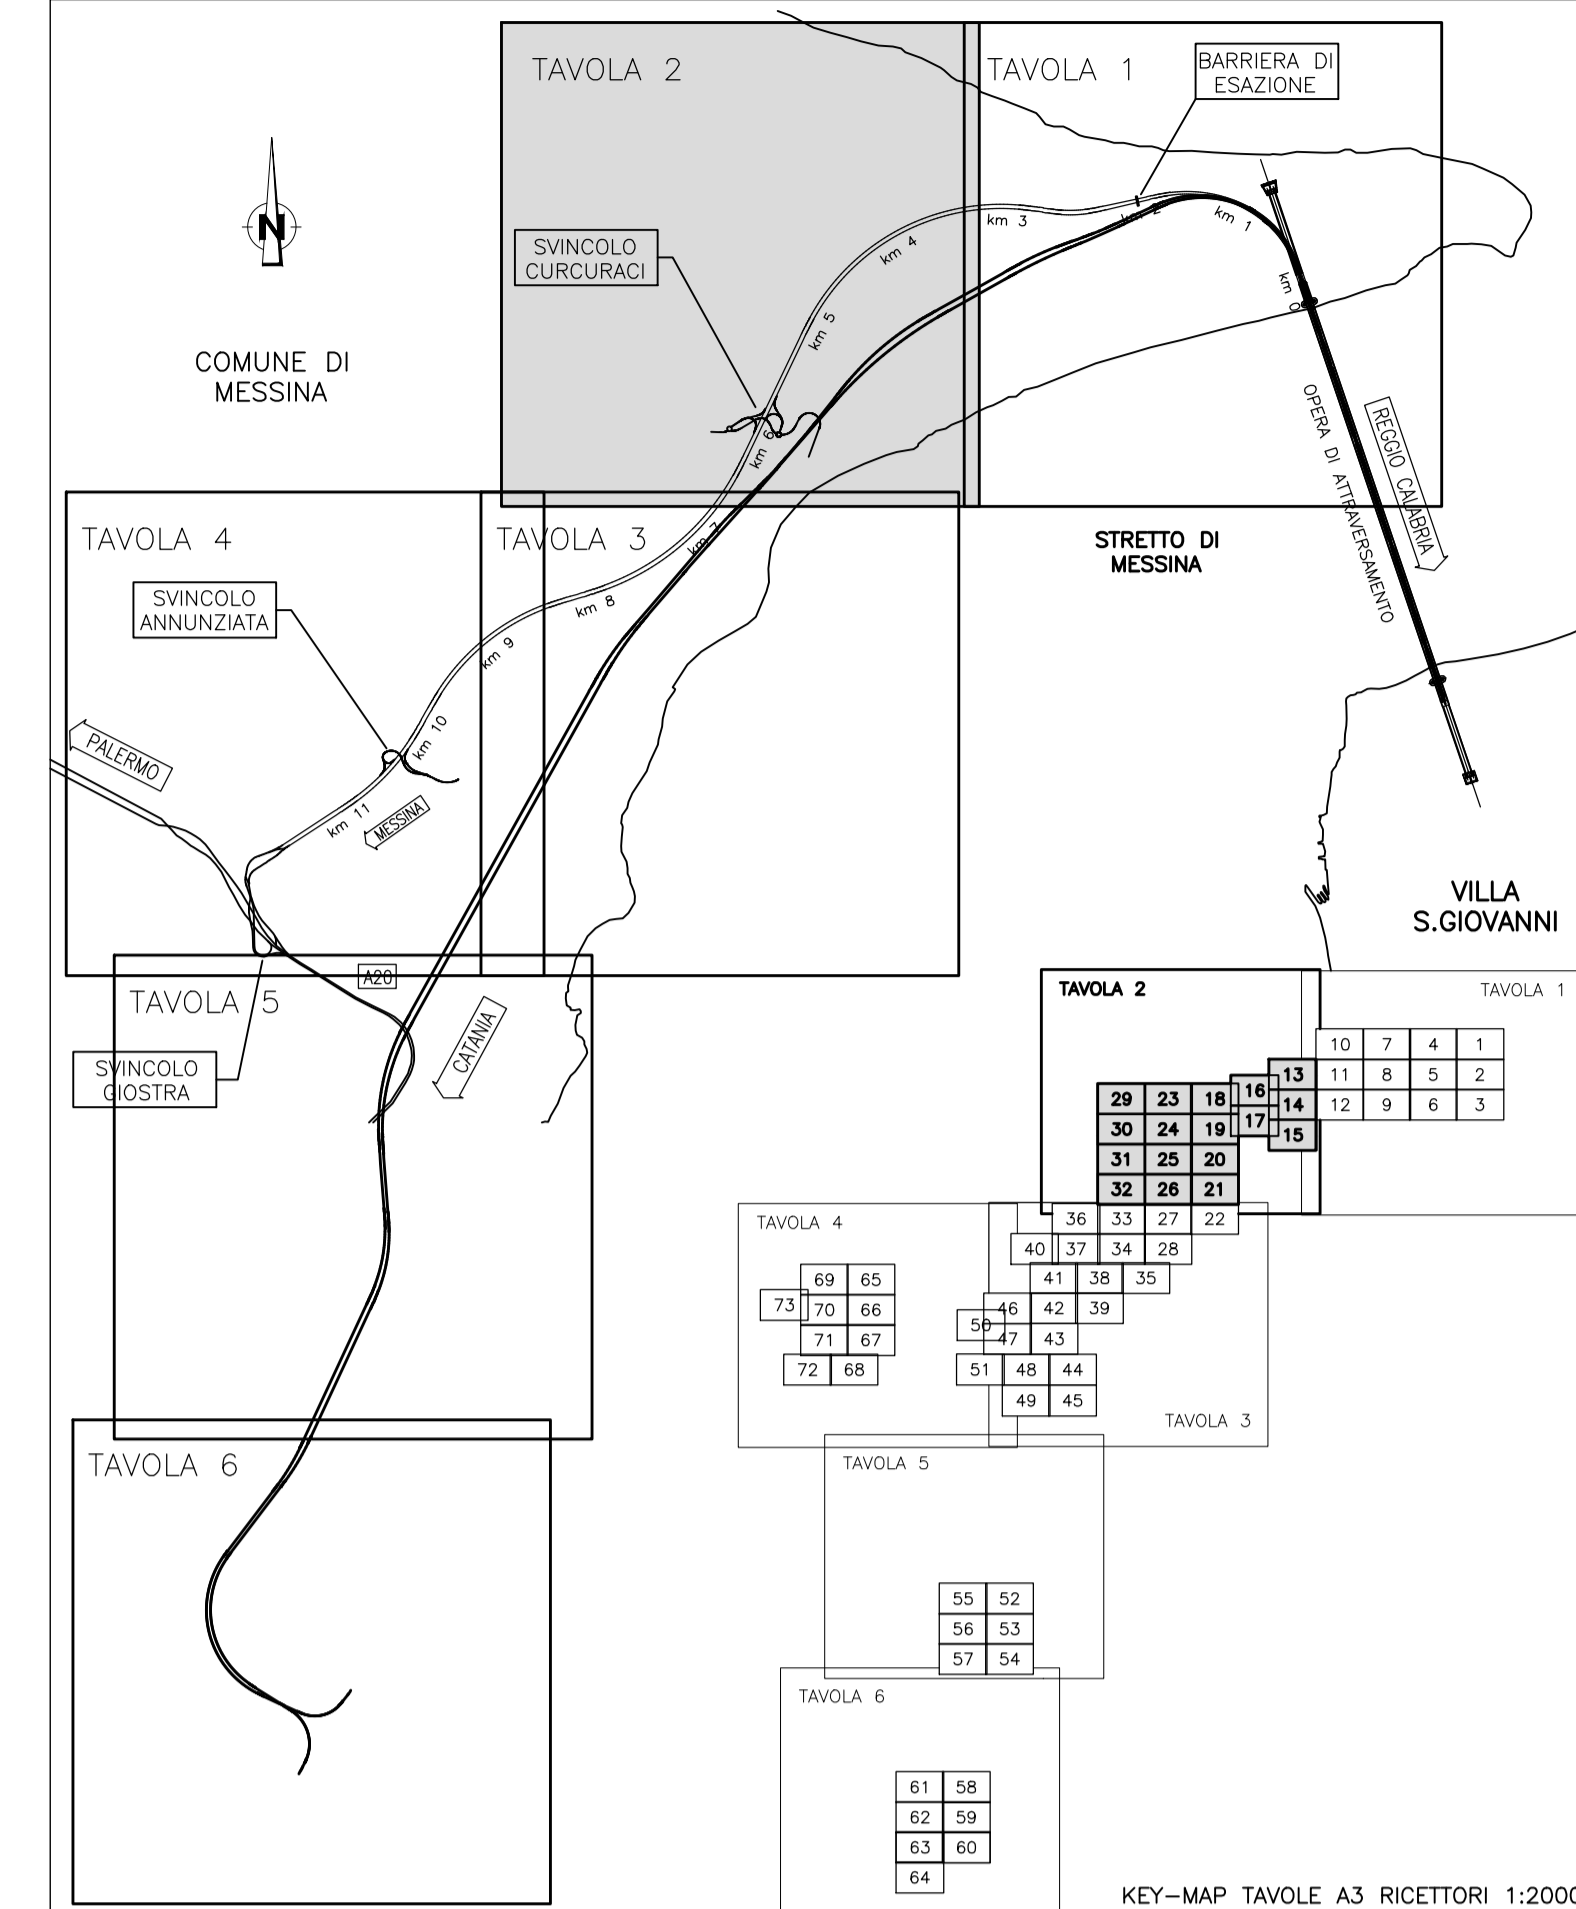 TAVOLA 2
TAVOLA 1
BARRIERA DI
ESAZIONE
N
SVINCOLO
CURCURACI
km 0
km 1
km 2
km 3
km 4
km 5
km 6
km 7
km 8
km 9
km 10
km 11
COMUNE DI
MESSINA
OPERA DI ATTRAVERSAMENTO
REGGIO CALABRIA
STRETTO DI
MESSINA
TAVOLA 4
TAVOLA 3
SVINCOLO
ANNUNZIATA
PALERMO
MESSINA
VILLA
S.GIOVANNI
A20
TAVOLA 5
CATANIA
SVINCOLO
GIOSTRA
TAVOLA 6
TAVOLA 2
TAVOLA 1
10 7 4 1
13 11 8 5 2
14 12 9 6 3
15
16
17
29 23 18
30 24 19
31 25 20
32 26 21
TAVOLA 4
36 33 27 22
40 37 34 28
41 38 35
46 42 39
50
47 43
51 48 44
49 45
69 65
73 70 66
71 67
72 68
TAVOLA 3
TAVOLA 5
55 52
56 53
57 54
TAVOLA 6
61 58
62 59
63 60
64
KEY-MAP TAVOLE A3 RICETTORI 1:2000